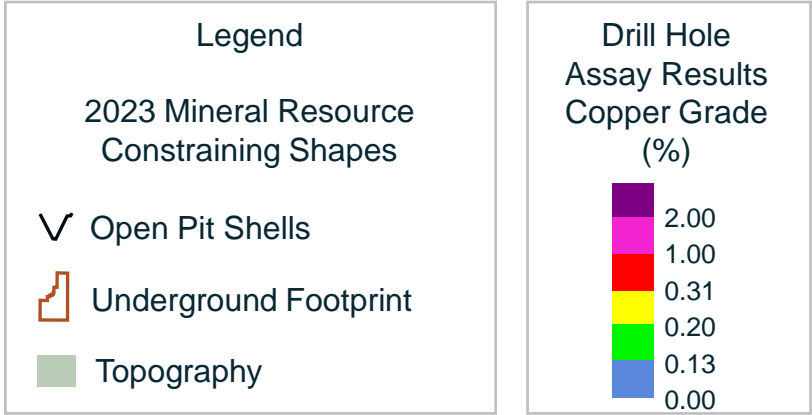 Legend
2023 Mineral Resource
Constraining Shapes
Open Pit Shells
Underground Footprint
Topography
Drill Hole
Assay Results
Copper Grade
(%)
2.00
1.00
0.31
0.20
0.13
0.00